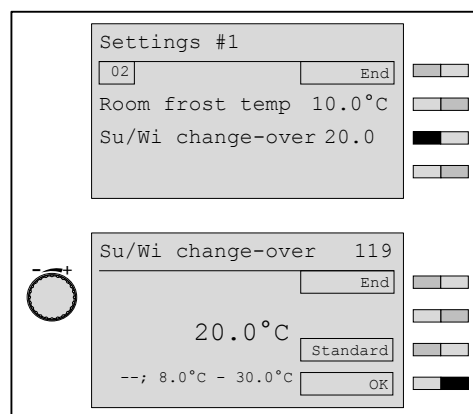 Settings #1
02 End
Room frost temp 10.0°C
Su/Wi change-over 20.0
Su/Wi change-over 119
- +
End
20.0°C
Standard
--; 8.0°C - 30.0°C OK